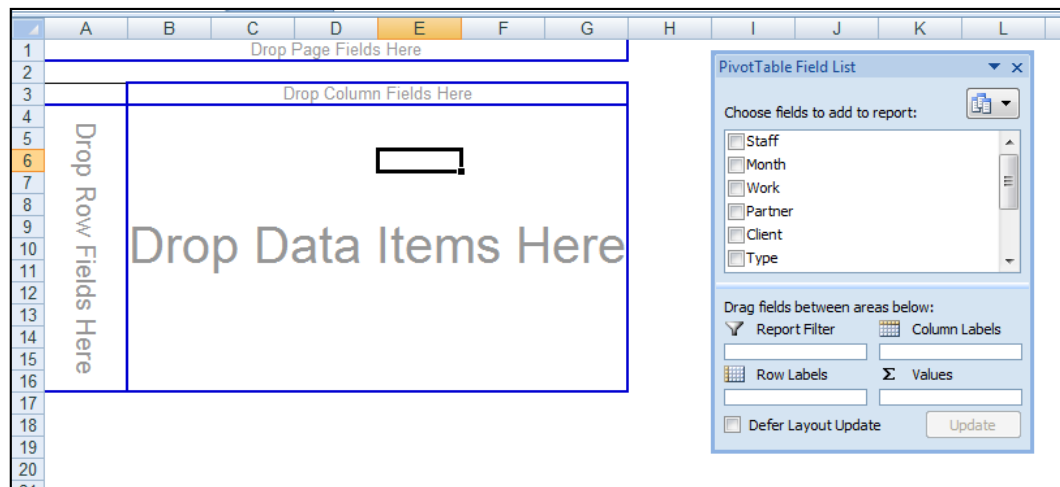 A B C D E F G H I J K L
1 Drop Page Fields Here
2
3 Drop Column Fields Here
4
5
6
7
8
9
10
11
12
13
14
15
16
17
18
19
20
Drop Row Fields Here
Drop Data Items Here
PivotTable Field List
Choose fields to add to report:
Staff
Month
Work
Partner
Client
Type
Drag fields between areas below:
Report Filter Column Labels
Row Labels Σ Values
Defer Layout Update Update